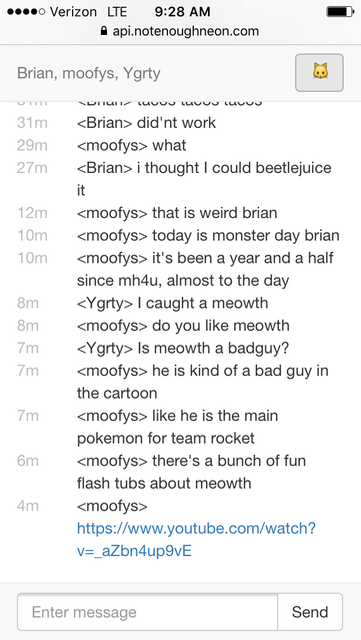 Verizon LTE 9:28 AM
api.notenoughneon.com
Brian, moofys, Ygrty
31m <Brian> tacos tacos tacos
31m <Brian> did'nt work
29m <moofys> what
27m <Brian> i thought I could beetlejuice
it
12m <moofys> that is weird brian
10m <moofys> today is monster day brian
10m <moofys> it's been a year and a half
since mh4u, almost to the day
8m <Ygrty> I caught a meowth
8m <moofys> do you like meowth
7m <Ygrty> Is meowth a badguy?
7m <moofys> he is kind of a bad guy in
the cartoon
7m <moofys> like he is the main
pokemon for team rocket
6m <moofys> there's a bunch of fun
flash tubs about meowth
4m <moofys>
https://www.youtube.com/watch?
v=_aZbn4up9vE
Enter message Send